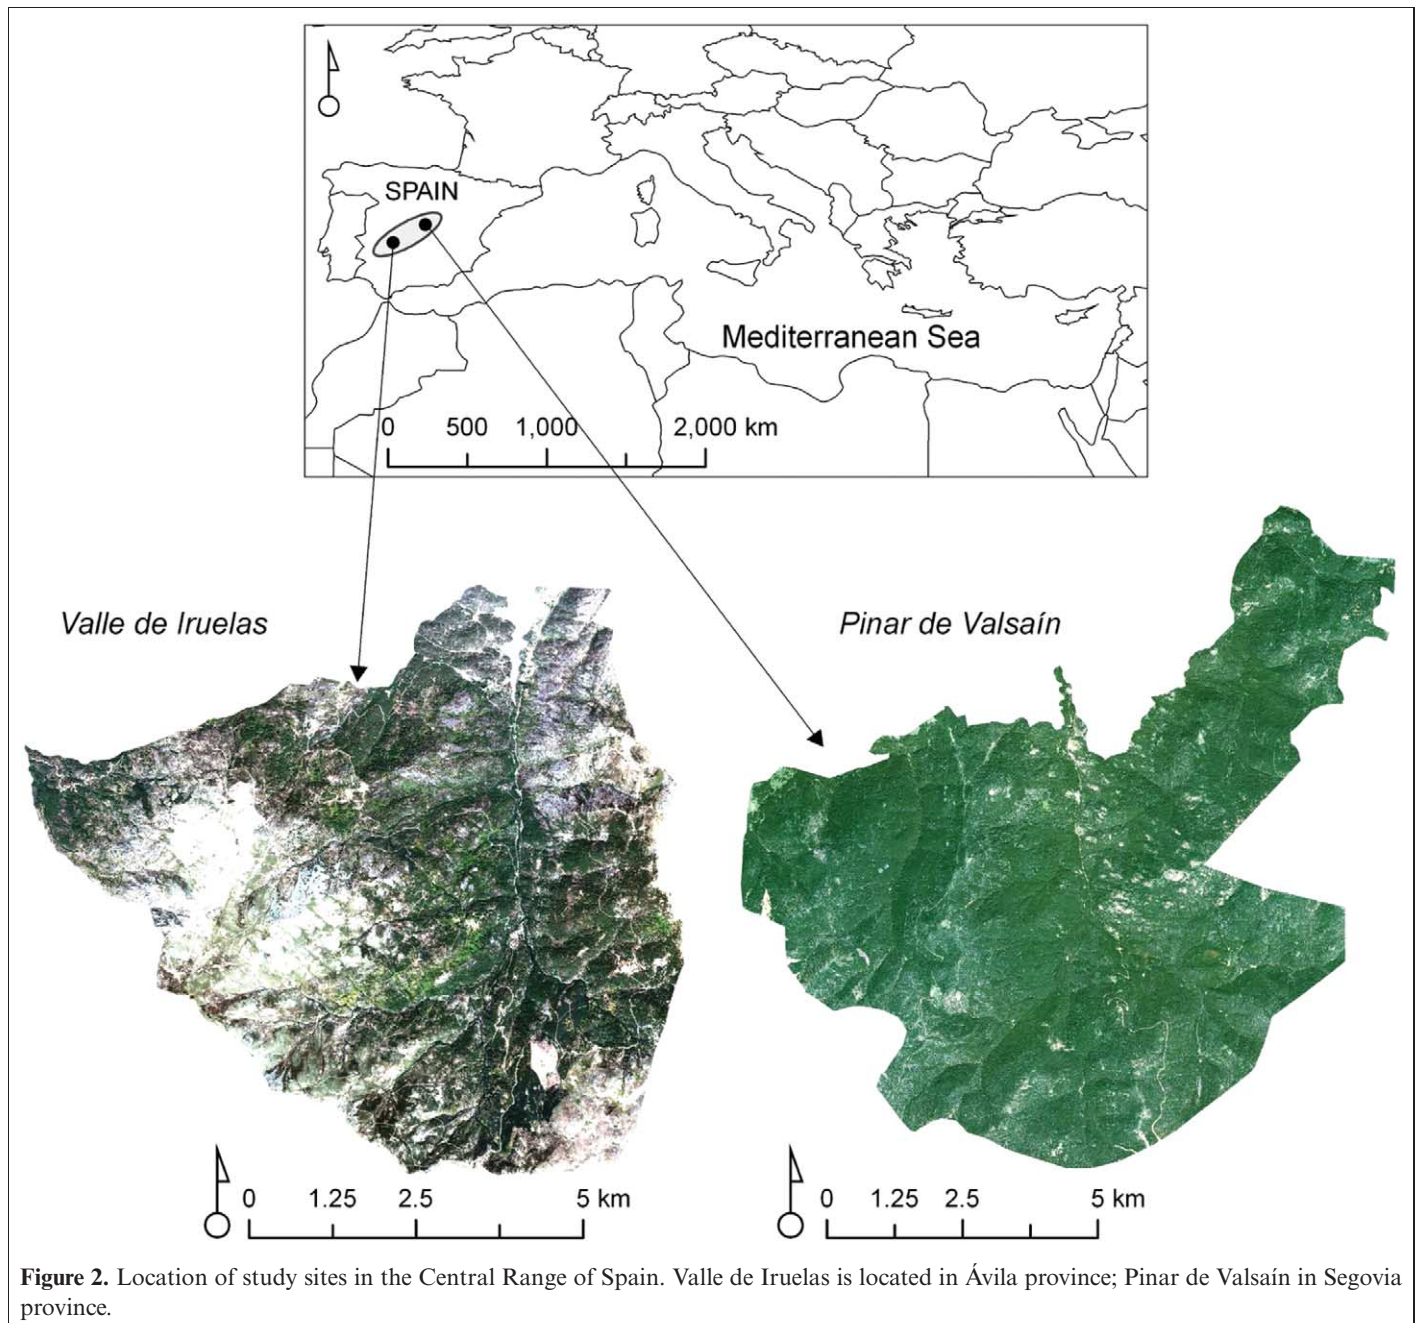 SPAIN
Mediterranean Sea
0 500 1,000 2,000 km
Valle de Iruelas
Pinar de Valsaín
0 1.25 2.5 5 km
0 1.25 2.5 5 km
Figure 2. Location of study sites in the Central Range of Spain. Valle de Iruelas is located in Ávila province; Pinar de Valsaín in Segovia
province.